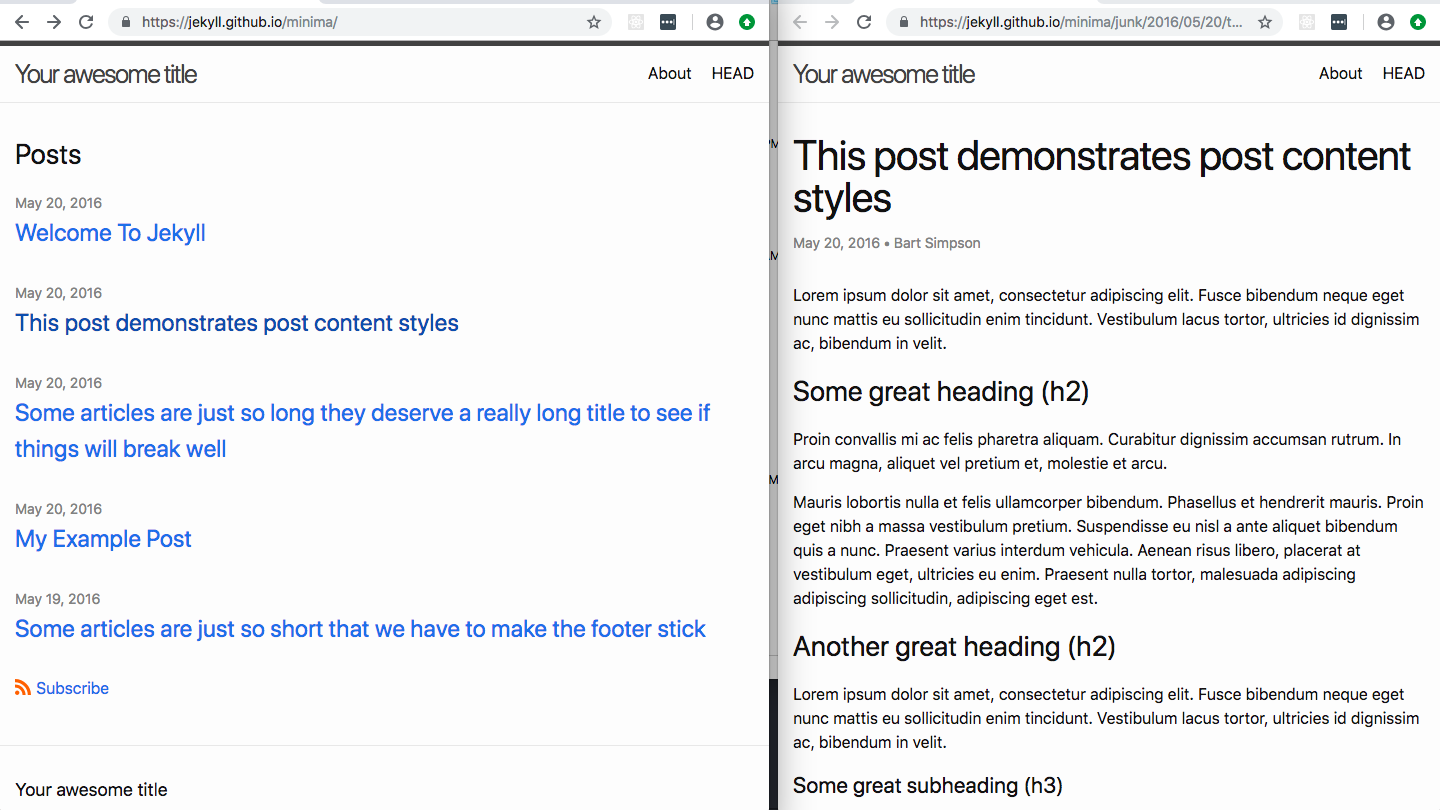 https://jekyll.github.io/minima/
Your awesome title
About
HEAD
Posts
May 20, 2016
Welcome To Jekyll
May 20, 2016
This post demonstrates post content styles
May 20, 2016
Some articles are just so long they deserve a really long title to see if
things will break well
May 20, 2016
My Example Post
May 19, 2016
Some articles are just so short that we have to make the footer stick
Subscribe
Your awesome title
https://jekyll.github.io/minima/junk/2016/05/20/t...
Your awesome title
About
HEAD
This post demonstrates post content
styles
May 20, 2016 • Bart Simpson
Lorem ipsum dolor sit amet, consectetur adipiscing elit. Fusce bibendum neque eget
nunc mattis eu sollicitudin enim tincidunt. Vestibulum lacus tortor, ultricies id dignissim
ac, bibendum in velit.
Some great heading (h2)
Proin convallis mi ac felis pharetra aliquam. Curabitur dignissim accumsan rutrum. In
arcu magna, aliquet vel pretium et, molestie et arcu.
Mauris lobortis nulla et felis ullamcorper bibendum. Phasellus et hendrerit mauris. Proin
eget nibh a massa vestibulum pretium. Suspendisse eu nisl a ante aliquet bibendum
quis a nunc. Praesent varius interdum vehicula. Aenean risus libero, placerat at
vestibulum eget, ultricies eu enim. Praesent nulla tortor, malesuada adipiscing
adipiscing sollicitudin, adipiscing eget est.
Another great heading (h2)
Lorem ipsum dolor sit amet, consectetur adipiscing elit. Fusce bibendum neque eget
nunc mattis eu sollicitudin enim tincidunt. Vestibulum lacus tortor, ultricies id dignissim
ac, bibendum in velit.
Some great subheading (h3)